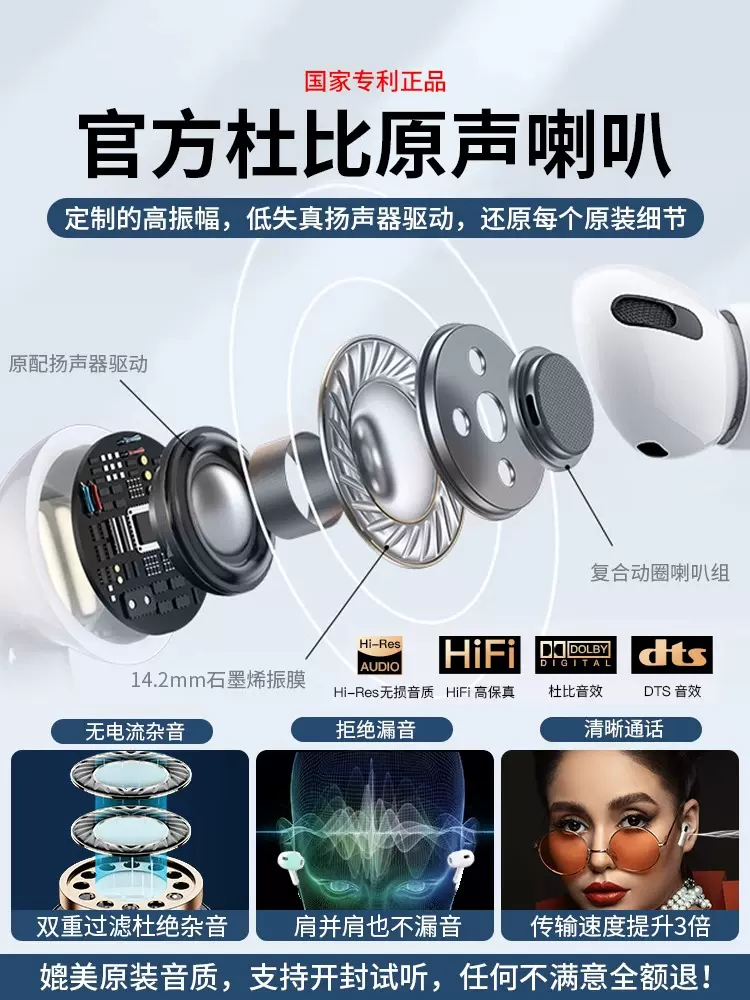 国家专利正品
官方杜比原声喇叭
定制的高振幅，低失真扬声器驱动，还原每个原装细节
原配扬声器驱动
复合动圈喇叭组
14.2mm石墨烯振膜
Hi-Res
AUDIO
HiFi
DOLBY
DIGITAL
dts
Hi-Res无损音质
HiFi 高保真
杜比音效
DTS 音效
无电流杂音
拒绝漏音
清晰通话
双重过滤杜绝杂音
肩并肩也不漏音
传输速度提升3倍
媲美原装音质，支持开封试听，任何不满意全额退！